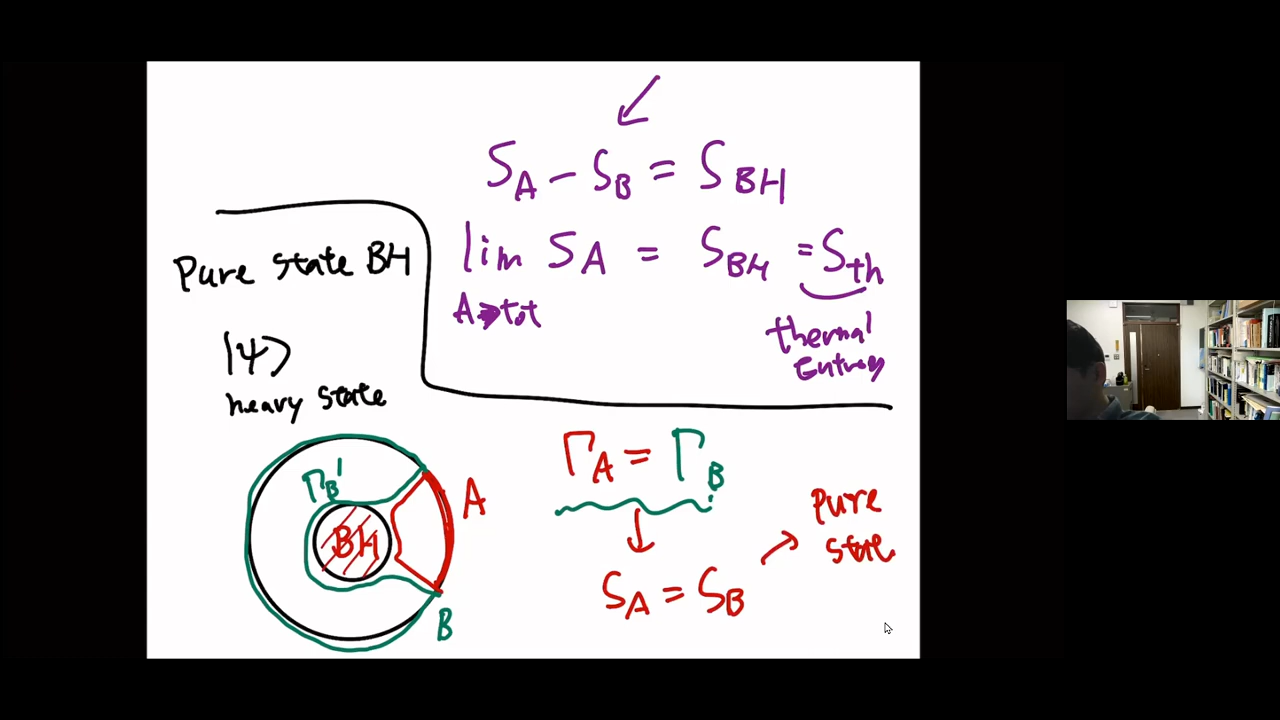 S_A - S_B = S_BH
lim S_A = S_BH = S_th
A→tot
thermal
Entropy
Pure state BH
|ψ⟩
heavy state
Γ_B'
BH
A
B
Γ_A = Γ_B
S_A = S_B
pure
state